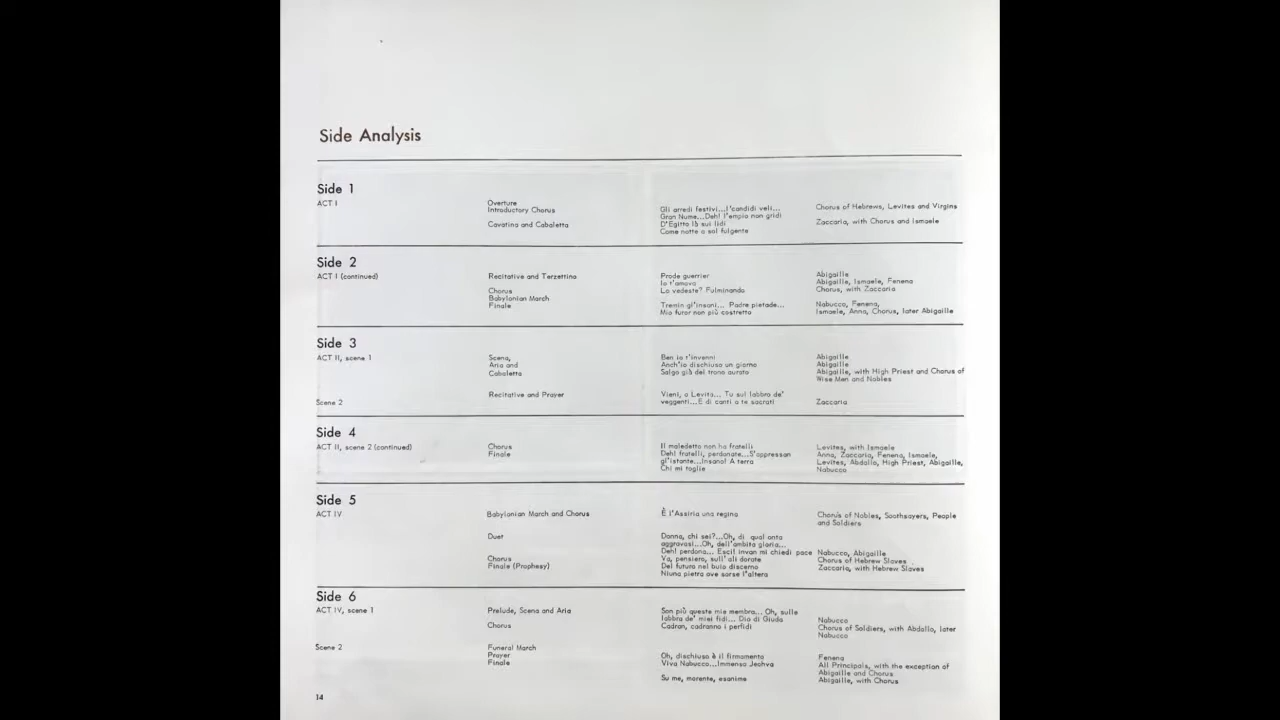 Side Analysis
Side 1
ACT I
Overture
Introductory Chorus
Gli arredi festivi...I'candidi veli...
Chorus of Hebrews, Levites and Virgins
Gran Nume...Deh! l'empio non gridi
Cavatina and Cabaletta
D'Egitto là sui lidi
Zaccaria, with Chorus and Ismaele
Come notte a sol fulgente
Side 2
ACT I (continued)
Recitative and Terzettino
Prode guerrier
Abigaille
Io t'amava
Abigaille, Ismaele, Fenena
Chorus
Lo vedeste? Fulminando
Chorus, with Zaccaria
Babylonian March
Finale
Tremin gl'insani... Padre pietade...
Nabucco, Fenena,
Mio furor non più costretto
Ismaele, Anna, Chorus, later Abigaille
Side 3
ACT II, scene 1
Scena,
Ben io t'invenni
Abigaille
Aria and
Anch'io dischiuso un giorno
Abigaille
Cabaletta
Salgo già del trono aurato
Abigaille, with High Priest and Chorus of
Wise Men and Nobles
Recitative and Prayer
Vieni, o Levita... Tu sul labbro de'
Scene 2
veggenti...E di canti a te sacrati
Zaccaria
Side 4
ACT II, scene 2 (continued)
Chorus
Il maledetto non ha fratelli
Levites, with Ismaele
Finale
Deh! fratelli, perdonate...S'appressan
Anna, Zaccaria, Fenena, Ismaele,
gl'istante...Insano! A terra
Levites, Abdallo, High Priest, Abigaille,
Chi mi toglie
Nabucco
Side 5
ACT IV
Babylonian March and Chorus
È l'Assiria una regina
Chorus of Nobles, Soothsayers, People
and Soldiers
Duet
Donna, chi sei?...Oh, di qual onta
aggravasi...Oh, dell'ambita gloria...
Deh! perdona... Esci! invan mi chiedi pace
Nabucco, Abigaille
Chorus
Va, pensiero, sull' ali dorate
Chorus of Hebrew Slaves
Finale (Prophesy)
Del futuro nel buio discerno
Zaccaria, with Hebrew Slaves
Niuna pietra ove sorse l'altera
Side 6
ACT IV, scene 1
Prelude, Scena and Aria
Son più queste mie membra... Oh, sulle
labbra de' miei fidi... Dio di Giuda
Nabucco
Chorus
Cadran, cadranno i perfidi
Chorus of Soldiers, with Abdallo, later
Nabucco
Scene 2
Funeral March
Prayer
Oh, dischiuso è il firmamento
Fenena
Finale
Viva Nabucco...Immenso Jeohva
All Principals, with the exception of
Abigaille and Chorus
Su me, morente, esanime
Abigaille, with Chorus
14